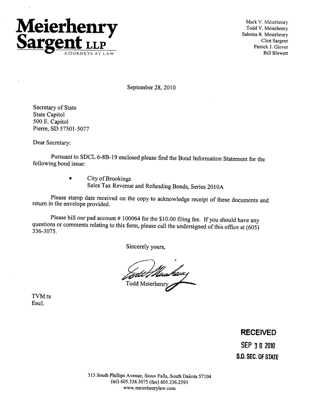 Meierhenry
Sargent LLP
ATTORNEYS AT LAW
Mark V. Meierhenry
Todd V. Meierhenry
Sabrina R. Meierhenry
Clint Sargent
Patrick J. Glover
Bill Blewett
September 28, 2010
Secretary of State
State Capitol
500 E. Capitol
Pierre, SD 57501-5077
Dear Secretary:
Pursuant to SDCL 6-8B-19 enclosed please find the Bond Information Statement for the
following bond issue:
• City of Brookings
Sales Tax Revenue and Refunding Bonds, Series 2010A
Please stamp date received on the copy to acknowledge receipt of these documents and
return in the envelope provided.
Please bill our pad account # 100064 for the $10.00 filing fee. If you should have any
questions or comments relating to this form, please call the undersigned of this office at (605)
336-3075.
Sincerely yours,
Todd Meierhenry
Todd Meierhenry
TVM:ts
Encl.
RECEIVED
SEP 30 2010
S.D. SEC. OF STATE
315 South Phillips Avenue, Sioux Falls, South Dakota 57104
(tel) 605.336.3075 (fax) 605.336.2593
www.meierhenrylaw.com